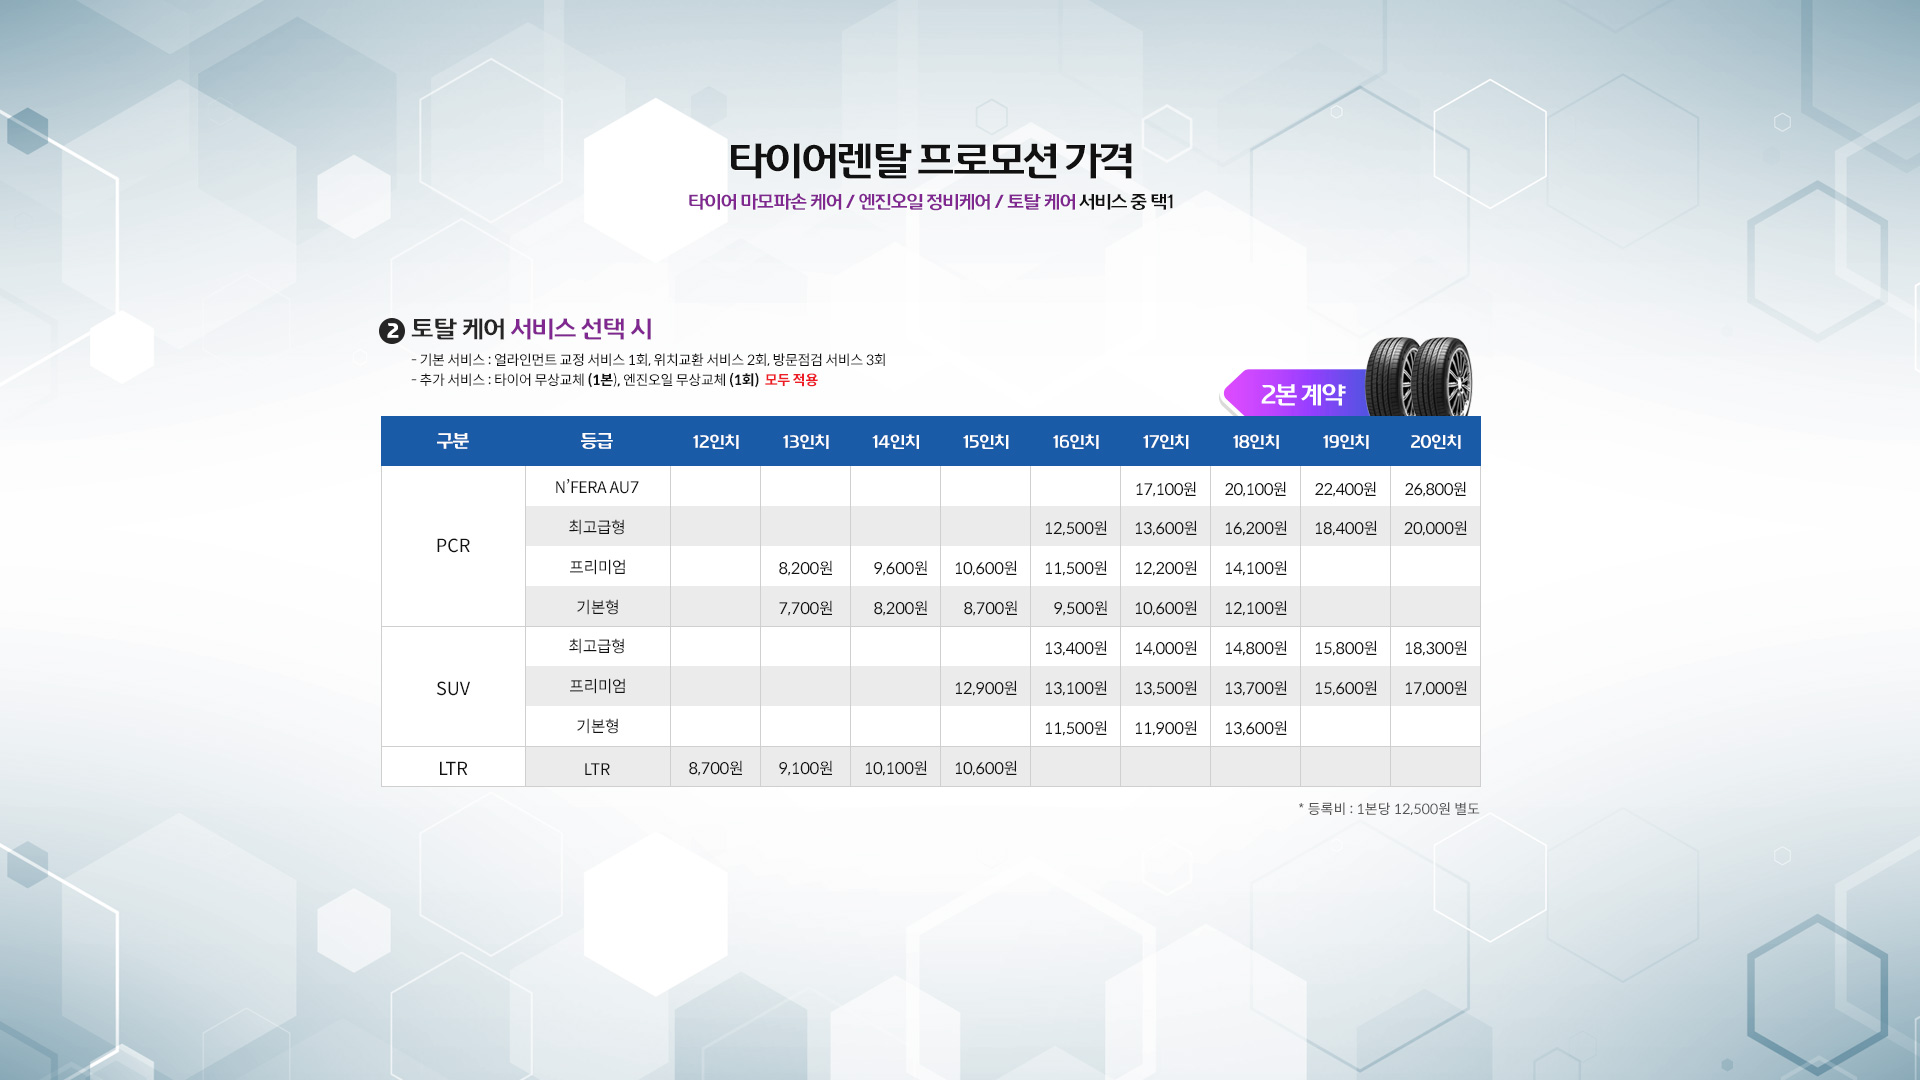 타이어렌탈 프로모션 가격
타이어 마모파손 케어 / 엔진오일 정비케어 / 토탈 케어 서비스 중 택1
2 토탈 케어 서비스 선택 시
- 기본 서비스 : 얼라인먼트 교정 서비스 1회, 위치교환 서비스 2회, 방문점검 서비스 3회
- 추가 서비스 : 타이어 무상교체 (1본), 엔진오일 무상교체 (1회) 모두 적용
2본 계약
구분 등급 12인치 13인치 14인치 15인치 16인치 17인치 18인치 19인치 20인치
PCR
N’FERA AU7 17,100원 20,100원 22,400원 26,800원
최고급형 12,500원 13,600원 16,200원 18,400원 20,000원
프리미엄 8,200원 9,600원 10,600원 11,500원 12,200원 14,100원
기본형 7,700원 8,200원 8,700원 9,500원 10,600원 12,100원
SUV
최고급형 13,400원 14,000원 14,800원 15,800원 18,300원
프리미엄 12,900원 13,100원 13,500원 13,700원 15,600원 17,000원
기본형 11,500원 11,900원 13,600원
LTR LTR 8,700원 9,100원 10,100원 10,600원
* 등록비 : 1본당 12,500원 별도